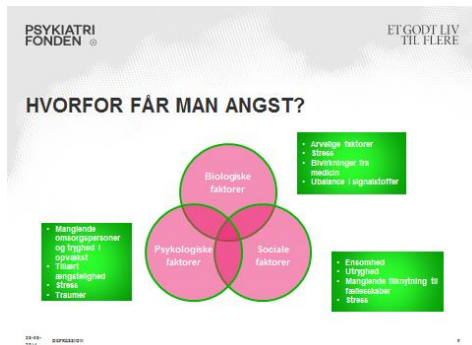 PSYKIATRI
FONDEN
ET GODT LIV
TIL FLERE
HVORFOR FÅR MAN ANGST?
Biologiske
faktorer
• Arvelige faktorer
• Stress
• Bivirkninger fra
medicin
• Ubalance i signalstoffer
• Manglende
omsorgspersoner
og tryghed i
opvækst
• Tillært
ængstelighed
• Stress
• Traumer
Psykologiske
faktorer
Sociale
faktorer
• Ensomhed
• Utryghed
• Manglende tilknytning til
fællesskaber
• Stress
DEPRESSION